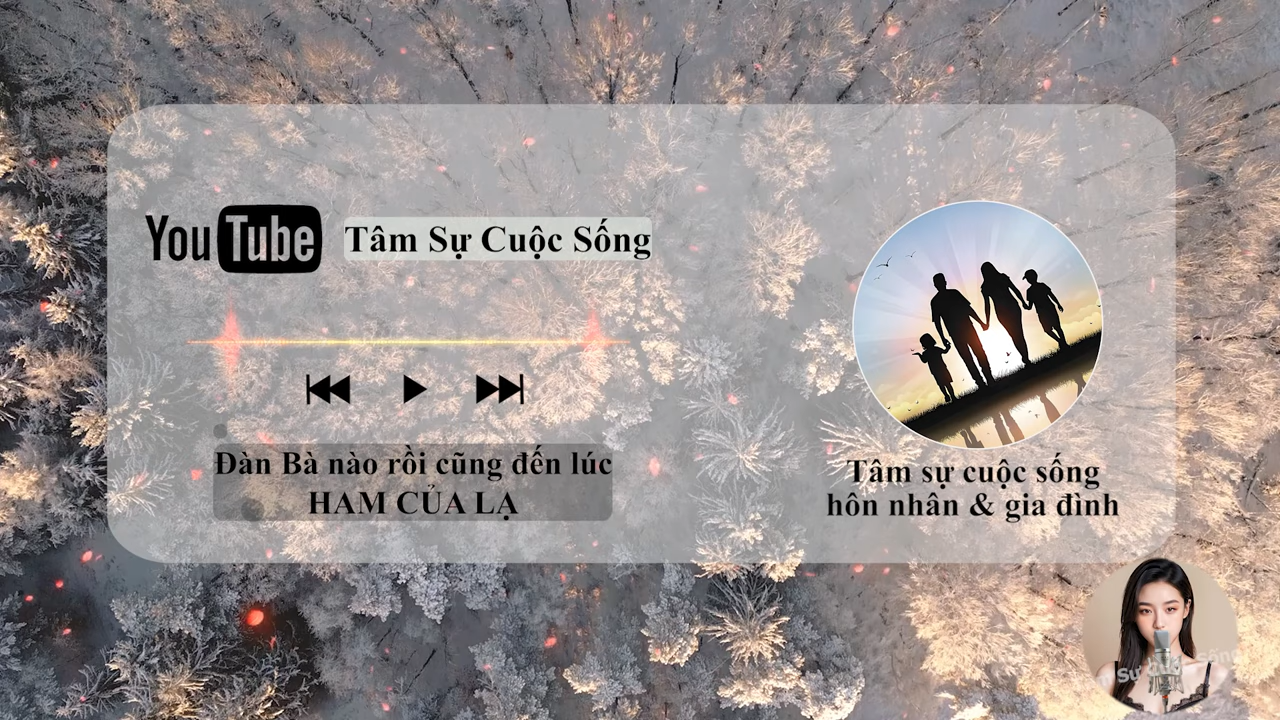 YouTube Tâm Sự Cuộc Sống
Đàn Bà nào rồi cũng đến lúc
HAM CỦA LẠ
Tâm sự cuộc sống
hôn nhân & gia đình